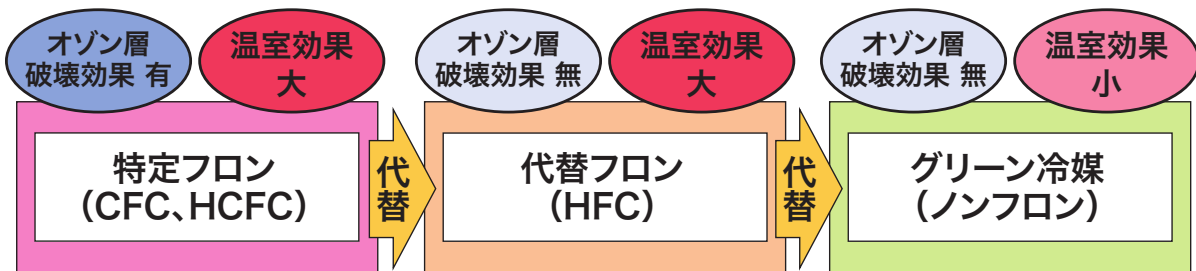 オゾン層
破壊効果 有
温室効果
大
特定フロン
(CFC、HCFC)
代替
オゾン層
破壊効果 無
温室効果
大
代替フロン
(HFC)
代替
オゾン層
破壊効果 無
温室効果
小
グリーン冷媒
(ノンフロン)